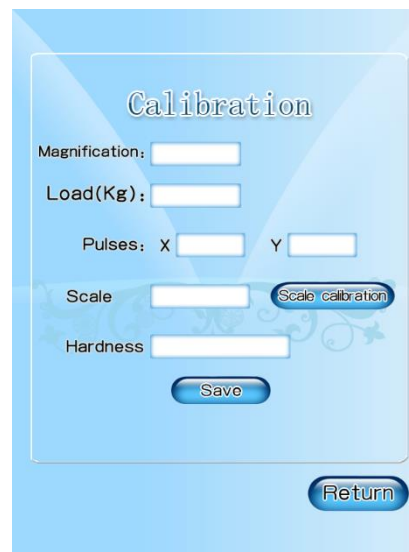 Calibration
Magnification:
Load(Kg):
Pulses: X Y
Scale Scale calibration
Hardness
Save
Return